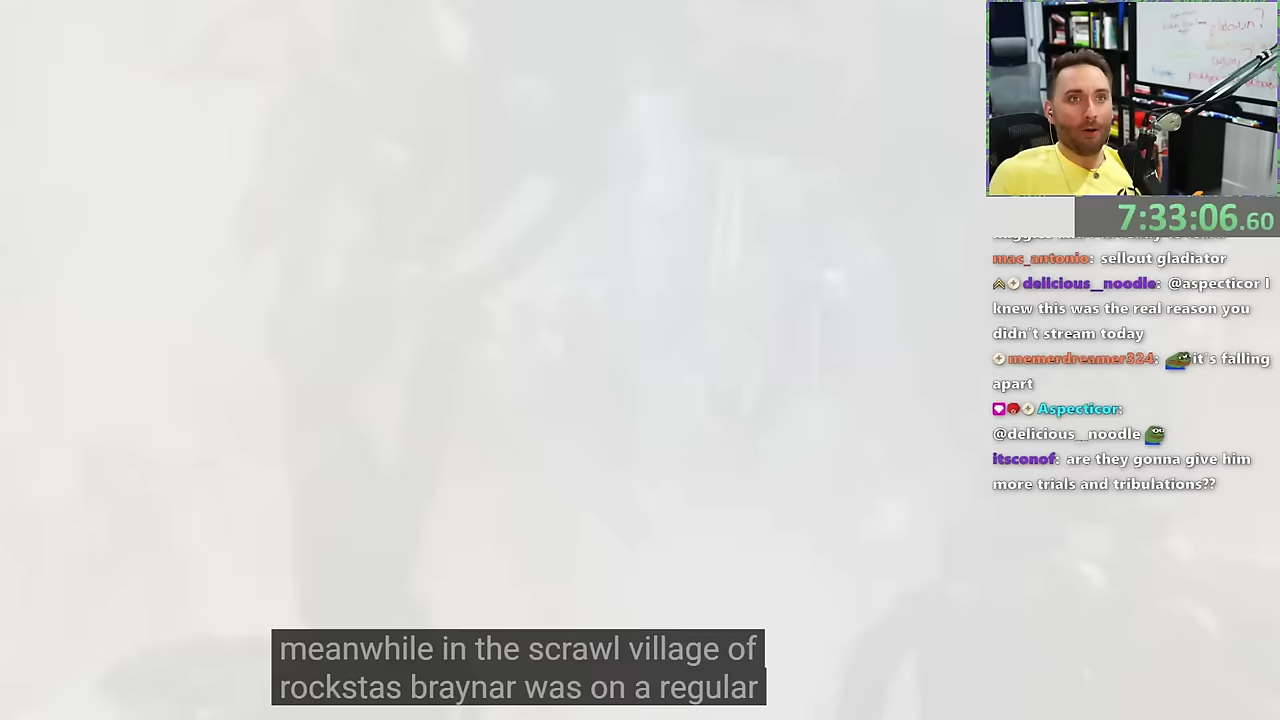 7:33:06.60
mac_antonio: sellout gladiator
delicious__noodle: @aspecticor I
knew this was the real reason you
didn't stream today
memerdreamer324: it's falling
apart
Aspecticor:
@delicious__noodle
itsconof: are they gonna give him
more trials and tribulations??
meanwhile in the scrawl village of
rockstas braynar was on a regular